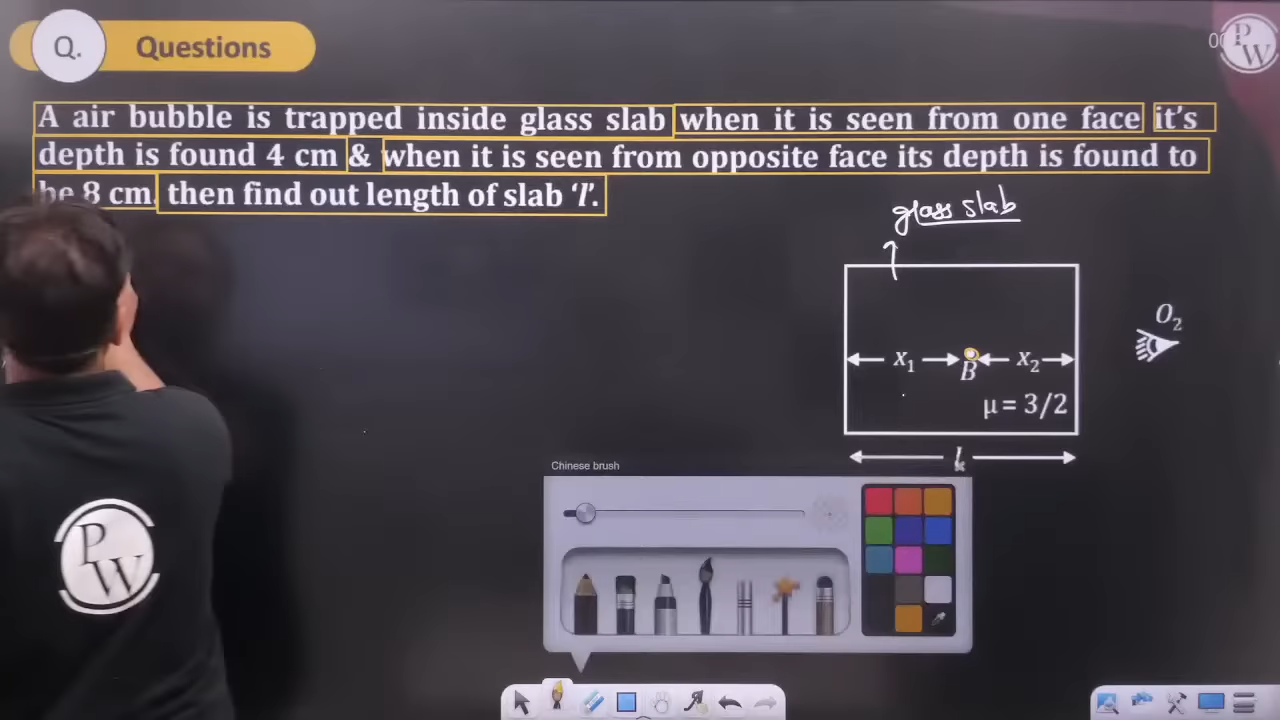 Q.
Questions
PW
A air bubble is trapped inside glass slab when it is seen from one face it's
depth is found 4 cm & when it is seen from opposite face its depth is found to
be 8 cm. then find out length of slab 'l'.
glass slab
O2
x1
x2
B
μ = 3/2
Chinese brush
PW